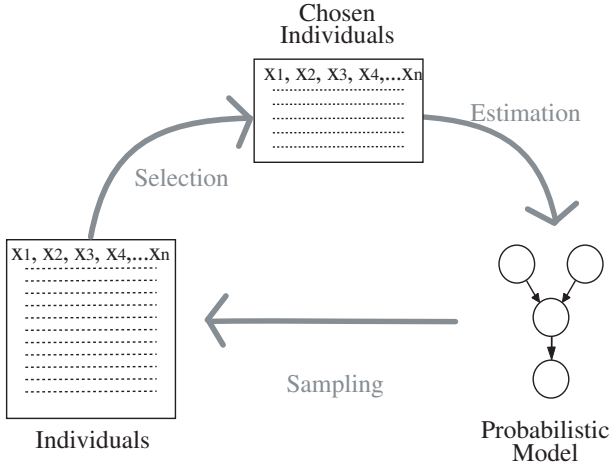 Chosen
Individuals
x1, x2, x3, x4,...xn
Estimation
Selection
x1, x2, x3, x4,...xn
Sampling
Individuals
Probabilistic
Model